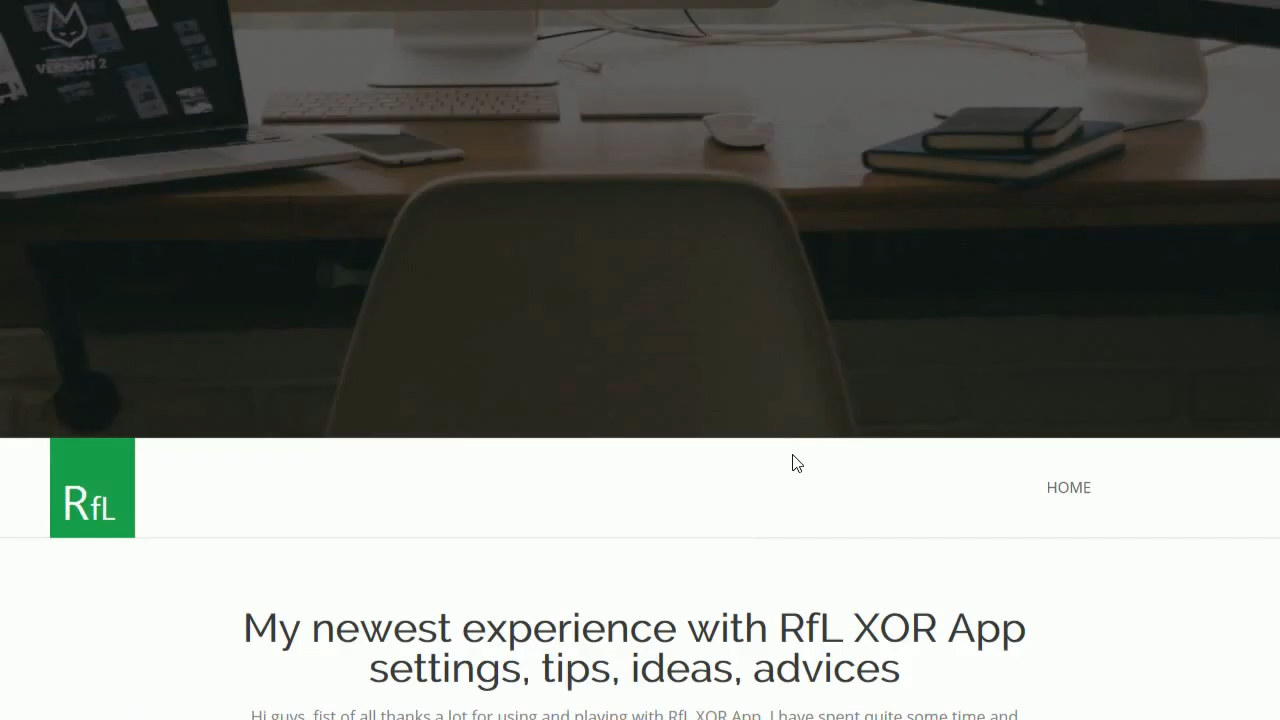 VERSION 2
RfL
HOME
My newest experience with RfL XOR App
settings, tips, ideas, advices
Hi guys, fist of all thanks a lot for using and playing with RfL XOR App. I have spent quite some time and